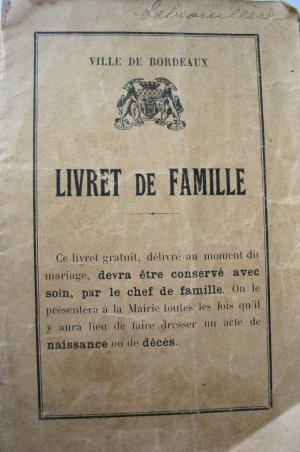 VILLE DE BORDEAUX
LIVRET DE FAMILLE
Ce livret gratuit, délivré au moment du
mariage, devra être conservé avec
soin, par le chef de famille. On le
présentera à la Mairie toutes les fois qu'il
y aura lieu de faire dresser un acte de
naissance ou de décès.